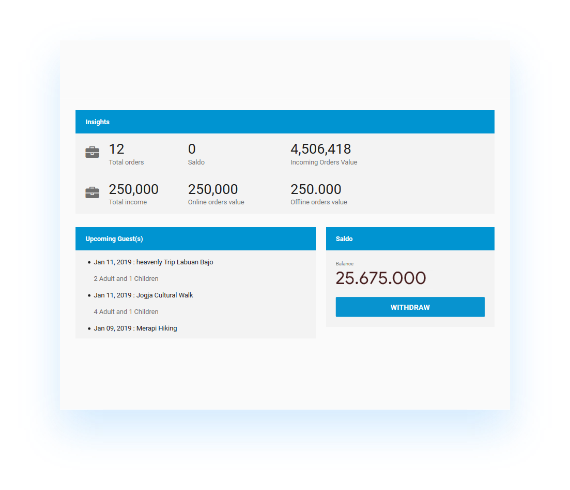 Insights
12 0 4,506,418
Total orders Saldo Incoming Orders Value
250,000 250,000 250.000
Total income Online orders value Offline orders value
Upcoming Guest(s)
Jan 11, 2019 : heavenly Trip Labuan Bajo
2 Adult and 1 Children
Jan 11, 2019 : Jogja Cultural Walk
4 Adult and 1 Children
Jan 09, 2019 : Merapi Hiking
Saldo
Balance
25.675.000
WITHDRAW